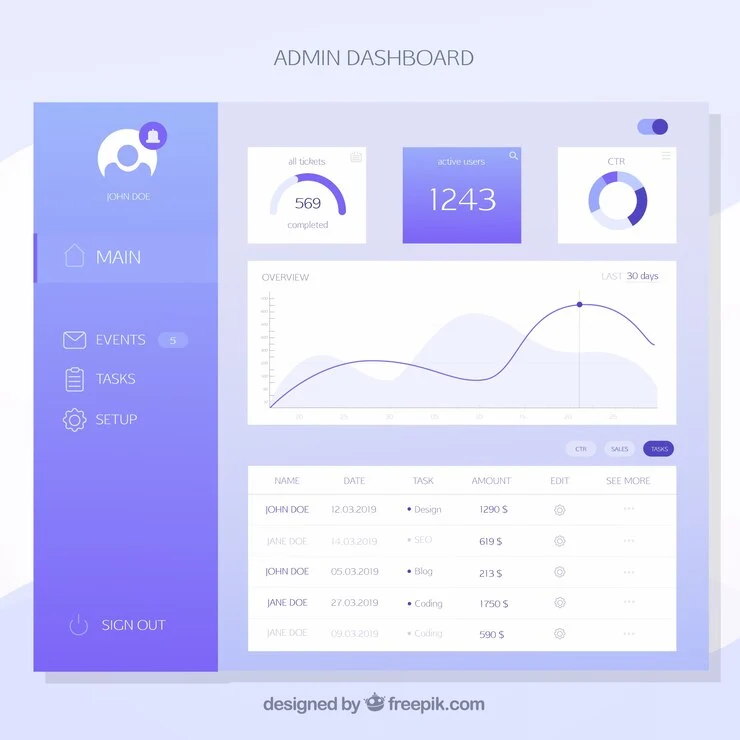 ADMIN DASHBOARD
JOHN DOE
MAIN
EVENTS 5
TASKS
SETUP
SIGN OUT
all tickets
569
completed
active users
1243
CTR
OVERVIEW
LAST 30 days
CTR SALES TASKS
NAME DATE TASK AMOUNT EDIT SEE MORE
JOHN DOE 12.03.2019 • Design 1290 $
JANE DOE 14.03.2019 • SEO 619 $
JOHN DOE 05.03.2019 • Blog 213 $
JANE DOE 27.03.2019 • Coding 1750 $
JANE DOE 09.03.2019 • Coding 590 $
designed by freepik.com